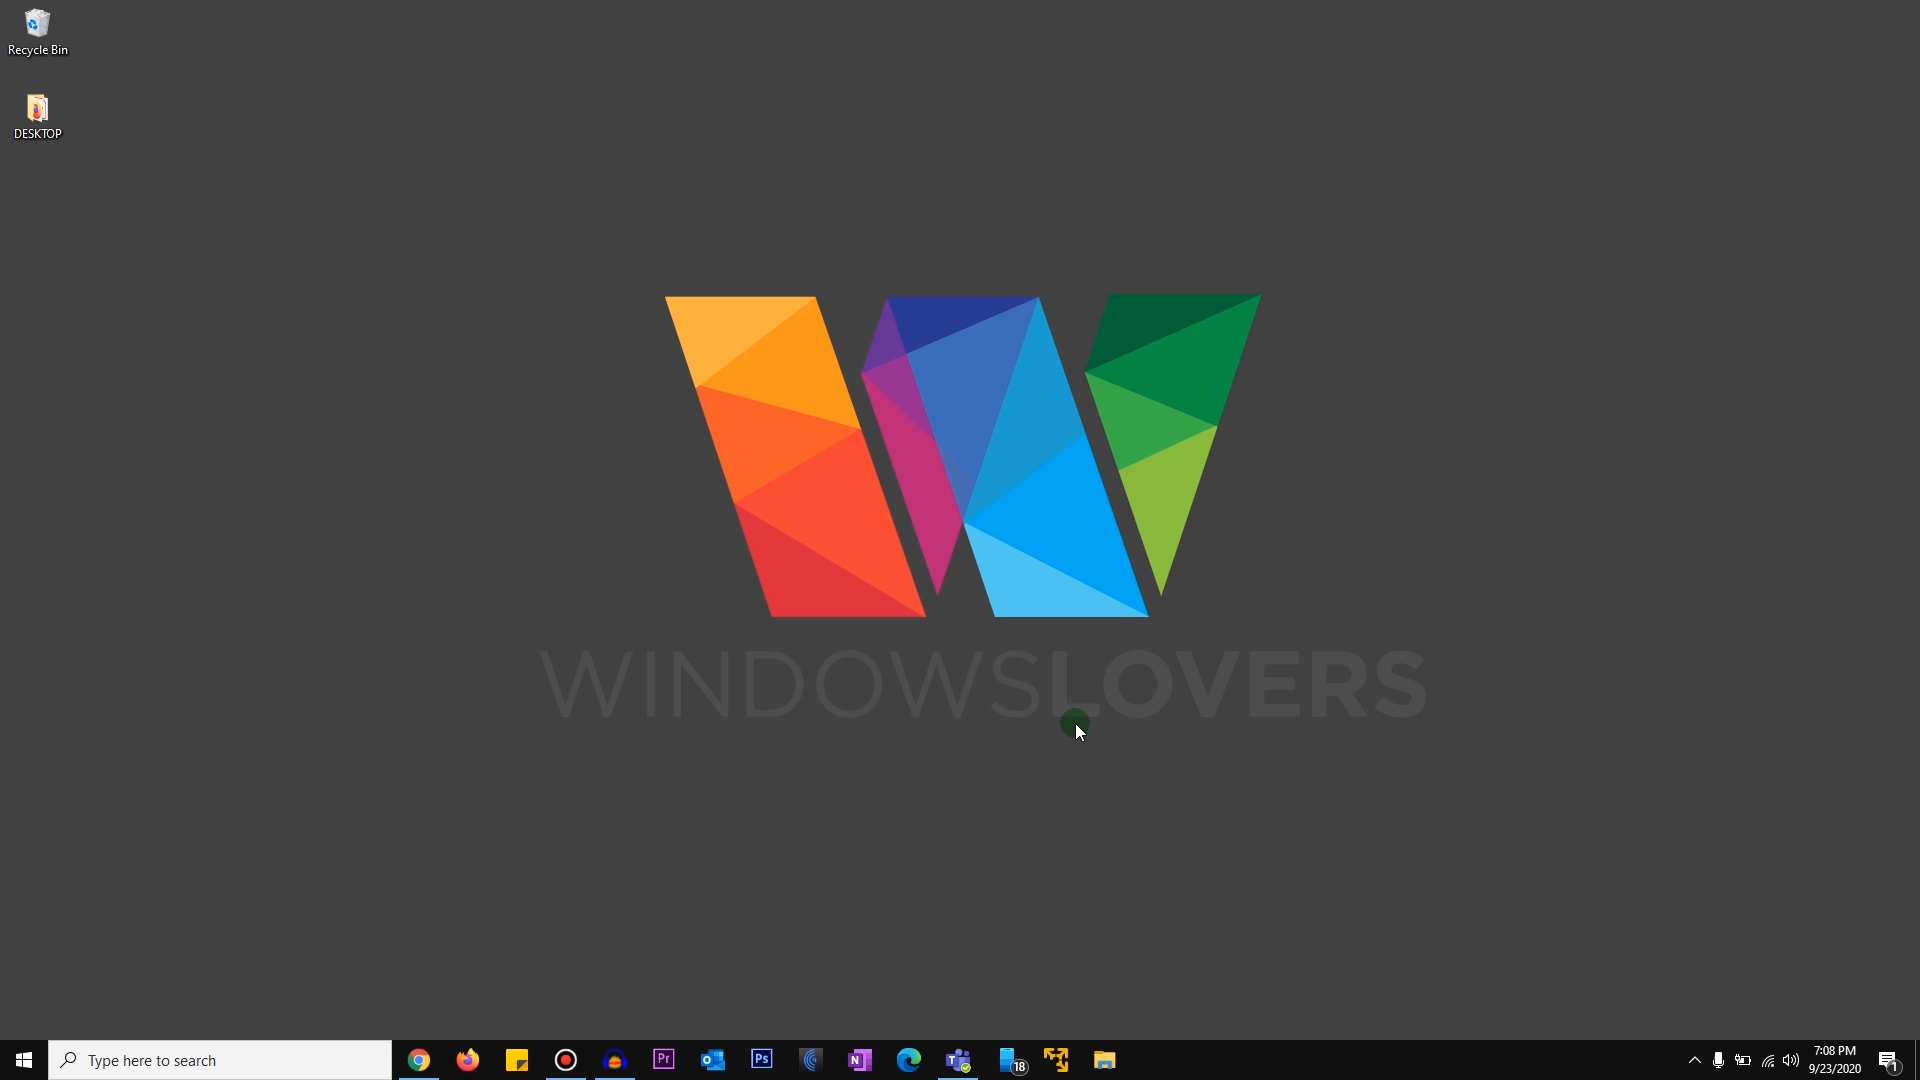 Recycle Bin
DESKTOP
WINDOWSLOVERS
Type here to search
Pr
Ps
N
T
18
7:08 PM
9/23/2020
1